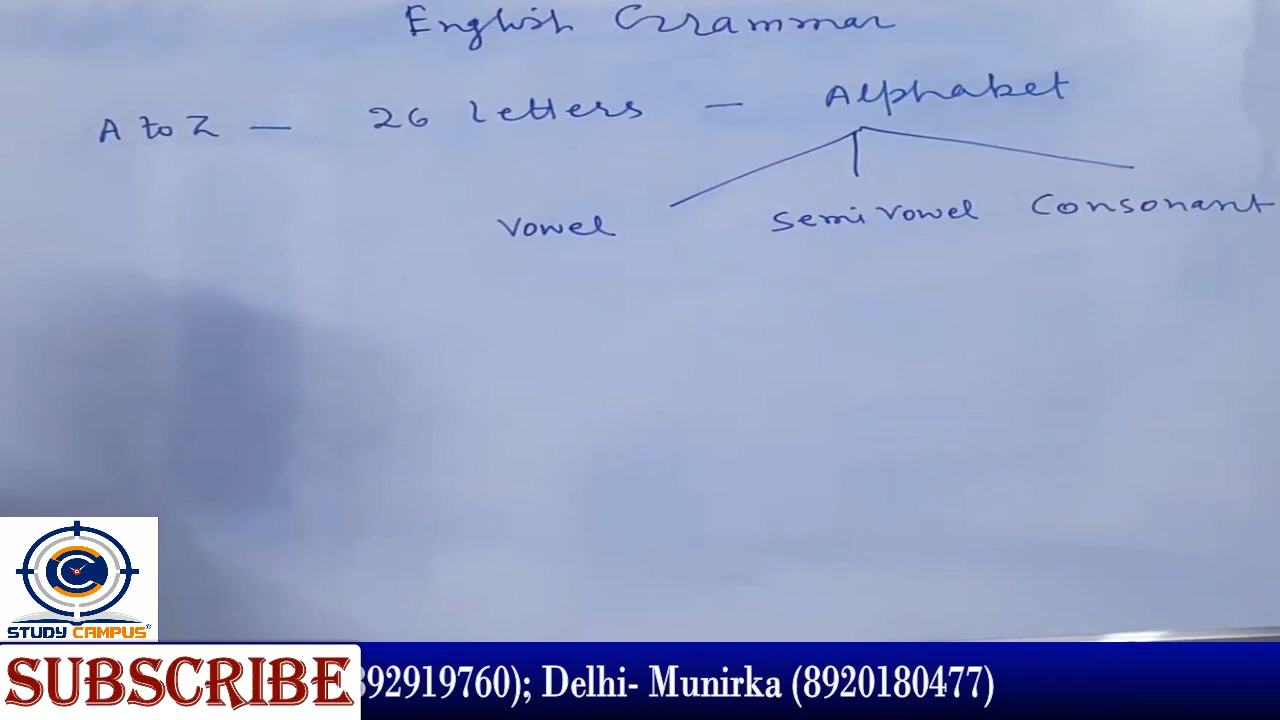 English Grammar
A to Z — 26 Letters — Alphabet
Vowel Semi Vowel Consonant
STUDY CAMPUS®
SUBSCRIBE 892919760); Delhi- Munirka (8920180477)